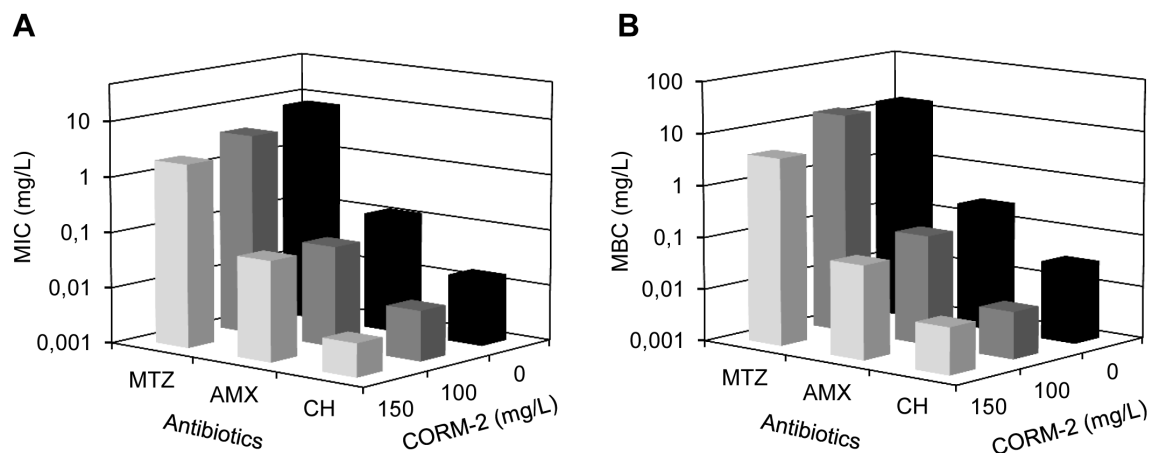 A
MIC (mg/L)
10
1
0,1
0,01
0,001
MTZ
AMX
CH
Antibiotics
150
100
0
CORM-2 (mg/L)
B
MBC (mg/L)
100
10
1
0,1
0,01
0,001
MTZ
AMX
CH
Antibiotics
150
100
0
CORM-2 (mg/L)